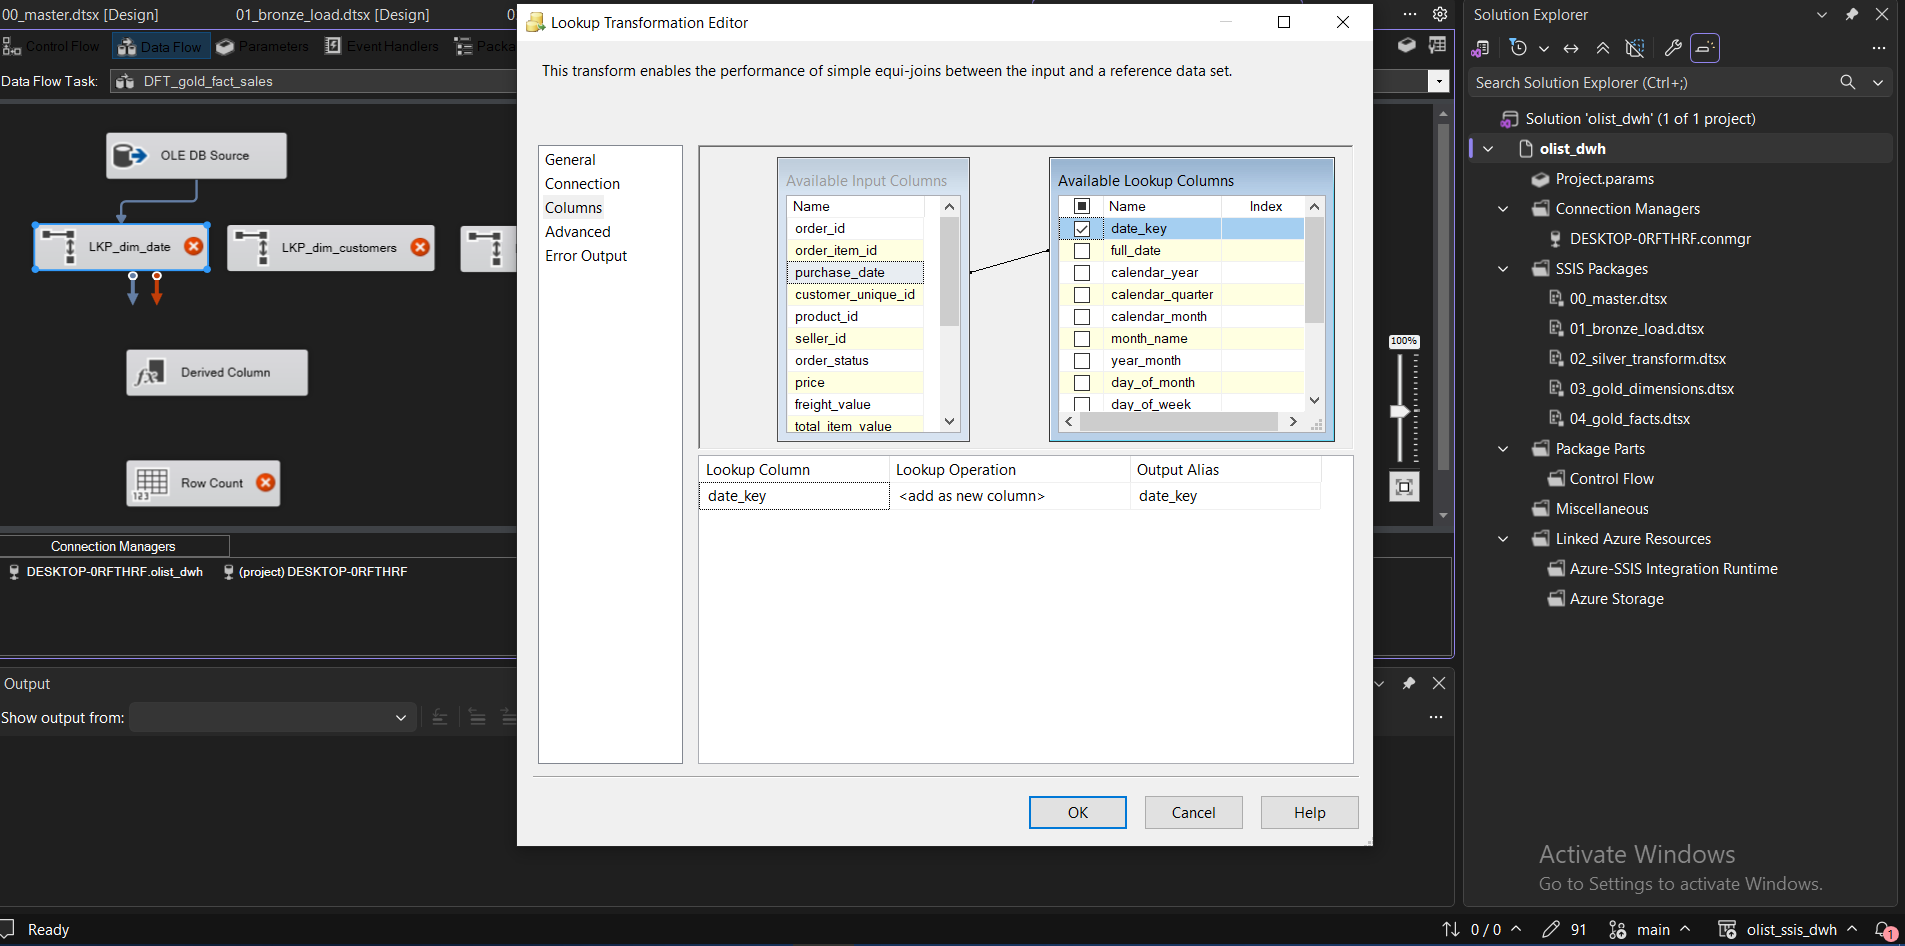 00_master.dtsx [Design]
01_bronze_load.dtsx [Design]
Control Flow
Data Flow
Parameters
Event Handlers
Data Flow Task:
DFT_gold_fact_sales
OLE DB Source
LKP_dim_date
LKP_dim_customers
Derived Column
Row Count
123
100%
Connection Managers
DESKTOP-0RFTHRF.olist_dwh
(project) DESKTOP-0RFTHRF
Output
Show output from:
Ready
Lookup Transformation Editor
This transform enables the performance of simple equi-joins between the input and a reference data set.
General
Connection
Columns
Advanced
Error Output
Available Input Columns
Name
order_id
order_item_id
purchase_date
customer_unique_id
product_id
seller_id
order_status
price
freight_value
total_item_value
Available Lookup Columns
Name Index
date_key
full_date
calendar_year
calendar_quarter
calendar_month
month_name
year_month
day_of_month
day_of_week
Lookup Column Lookup Operation Output Alias
date_key <add as new column> date_key
OK
Cancel
Help
Solution Explorer
Search Solution Explorer (Ctrl+;)
Solution 'olist_dwh' (1 of 1 project)
olist_dwh
Project.params
Connection Managers
DESKTOP-0RFTHRF.conmgr
SSIS Packages
00_master.dtsx
01_bronze_load.dtsx
02_silver_transform.dtsx
03_gold_dimensions.dtsx
04_gold_facts.dtsx
Package Parts
Control Flow
Miscellaneous
Linked Azure Resources
Azure-SSIS Integration Runtime
Azure Storage
Activate Windows
Go to Settings to activate Windows.
0 / 0
91
main
olist_ssis_dwh
1